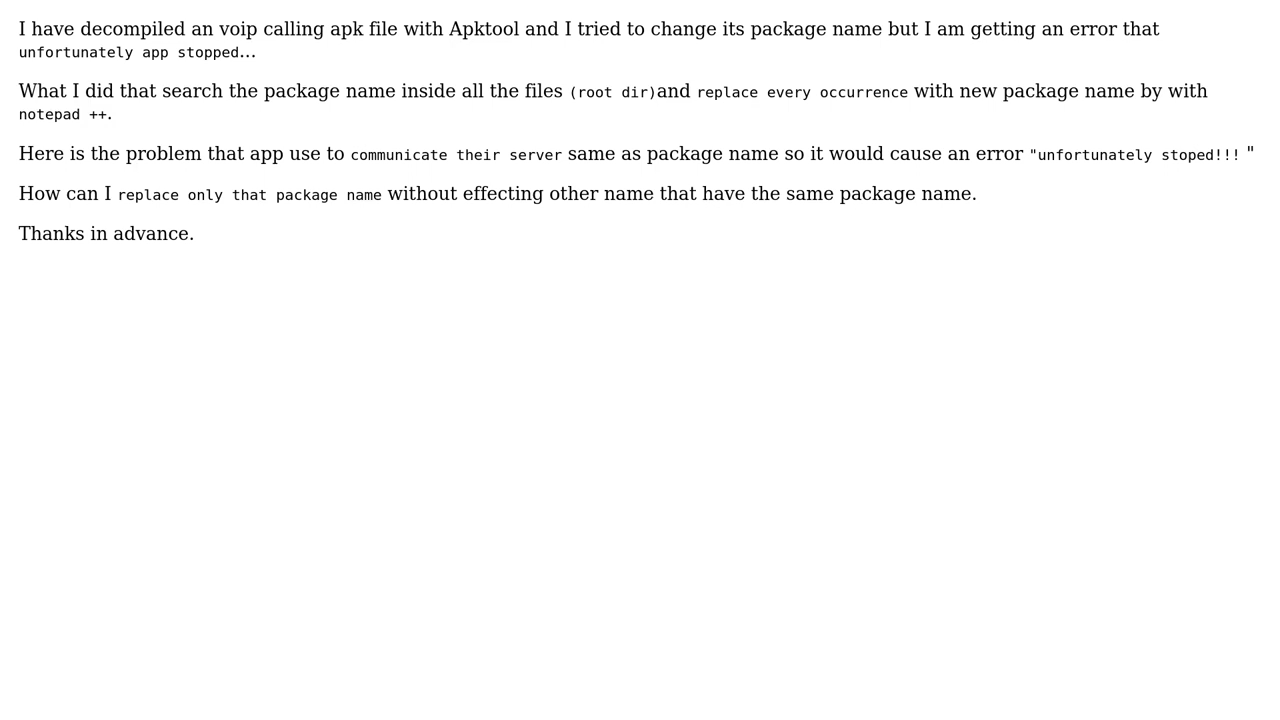 I have decompiled an voip calling apk file with Apktool and I tried to change its package name but I am getting an error that
unfortunately app stopped...
What I did that search the package name inside all the files (root dir)and replace every occurrence with new package name by with
notepad ++.
Here is the problem that app use to communicate their server same as package name so it would cause an error "unfortunately stoped!!! "
How can I replace only that package name without effecting other name that have the same package name.
Thanks in advance.